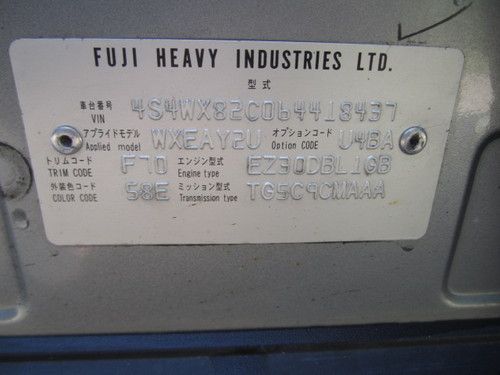 FUJI HEAVY INDUSTRIES LTD.
型式
車台番号 VIN 4S4WX82C064418437
アプライドモデル Applied model WXEAY2U オプションコード Option CODE U4BA
トリムコード TRIM CODE F70 エンジン型式 Engine type EZ30DBL1GB
外装色コード COLOR CODE 58E ミッション型式 Transmission type TG5C9CMAAA